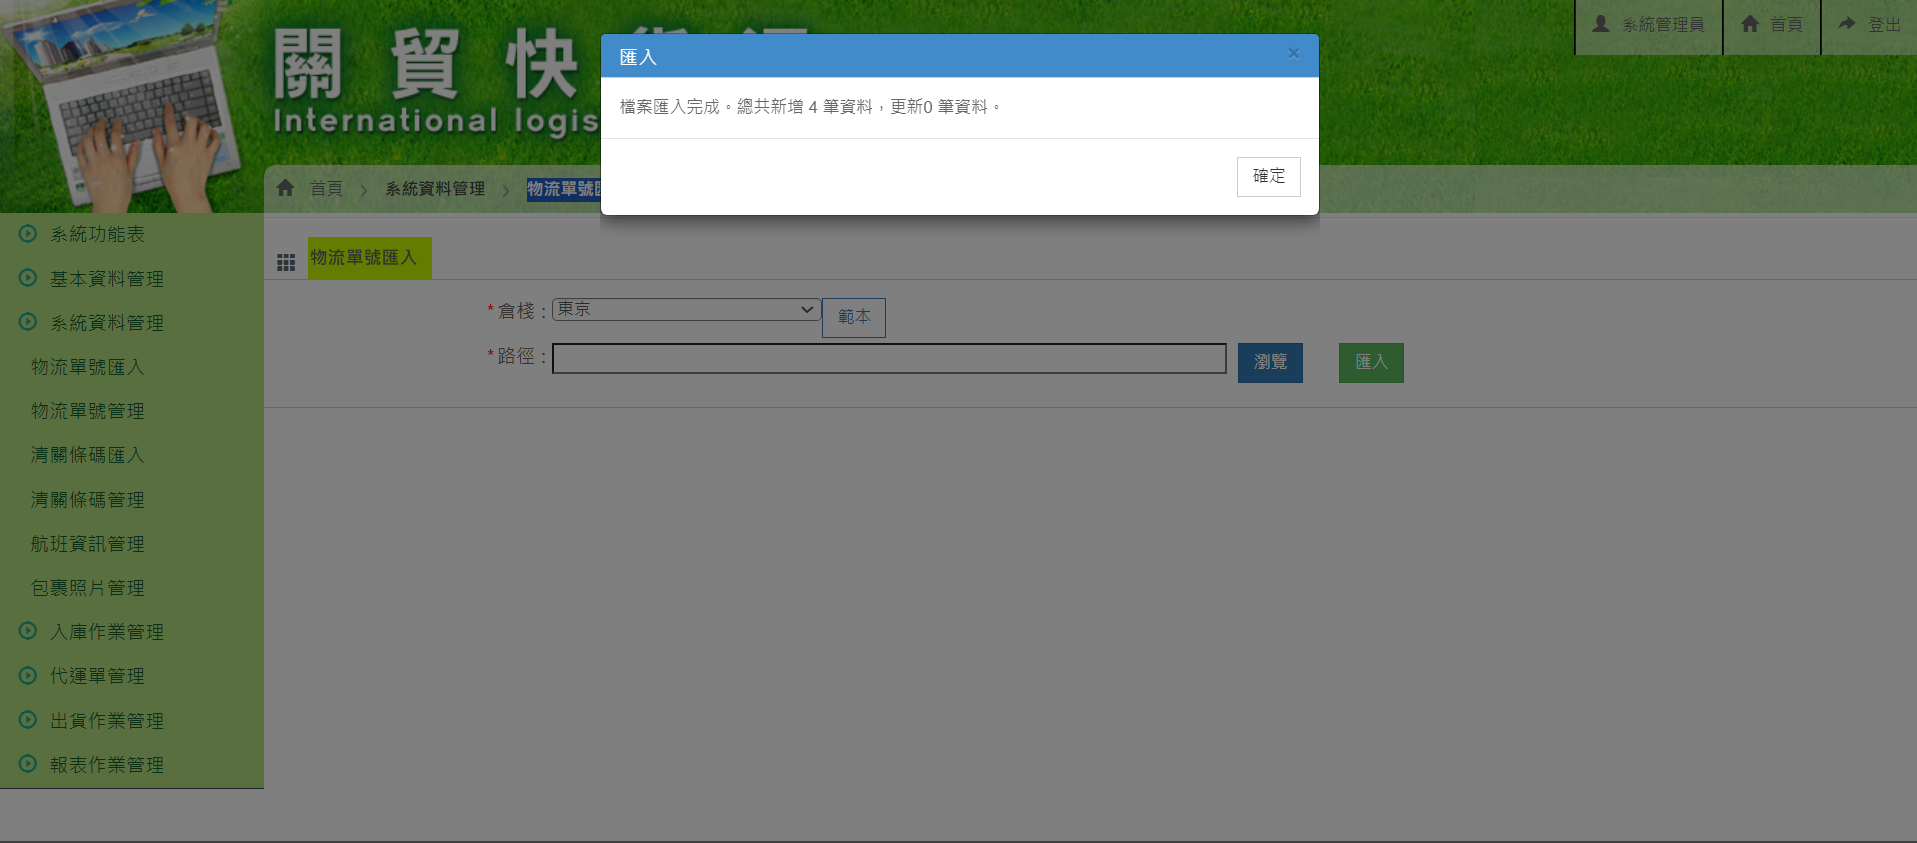 關貿快
International logis
系統管理員
首頁
登出
匯入
×
檔案匯入完成。總共新增 4 筆資料，更新0 筆資料。
確定
首頁
系統資料管理
物流單號
系統功能表
基本資料管理
系統資料管理
物流單號匯入
物流單號管理
清關條碼匯入
清關條碼管理
航班資訊管理
包裹照片管理
入庫作業管理
代運單管理
出貨作業管理
報表作業管理
物流單號匯入
*倉棧：
東京
範本
*路徑：
瀏覽
匯入